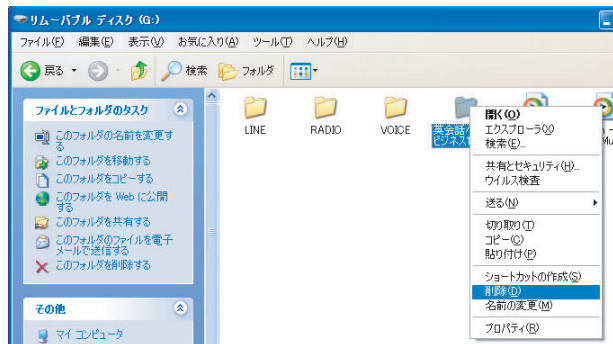 リムーバブル ディスク (G:)
ファイル(F) 編集(E) 表示(V) お気に入り(A) ツール(T) ヘルプ(H)
戻る 検索 フォルダ
ファイルとフォルダのタスク
このフォルダの名前を変更す
る
このフォルダを移動する
このフォルダをコピーする
このフォルダを Web に公開
する
このフォルダを共有する
このフォルダのファイルを電子
メールで送信する
このフォルダを削除する
その他
マイ コンピュータ
LINE RADIO VOICE 英会話
ビジネス
Mu
開く(O)
エクスプローラ(X)
検索(E)...
共有とセキュリティ(H)...
ウイルス検査
送る(N)
切り取り(T)
コピー(C)
貼り付け(P)
ショートカットの作成(S)
削除(D)
名前の変更(M)
プロパティ(R)